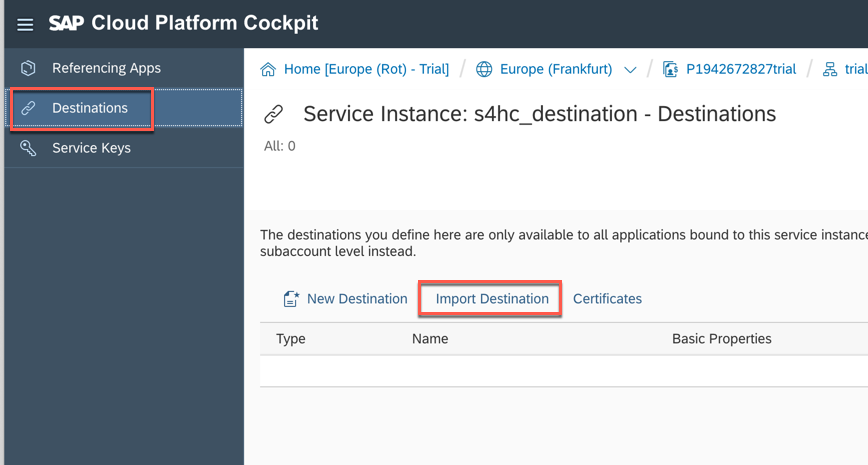 SAP Cloud Platform Cockpit
Referencing Apps
Destinations
Service Keys
Home [Europe (Rot) - Trial] / Europe (Frankfurt) / P1942672827trial / trial
Service Instance: s4hc_destination - Destinations
All: 0
The destinations you define here are only available to all applications bound to this service instance
subaccount level instead.
New Destination Import Destination Certificates
Type Name Basic Properties